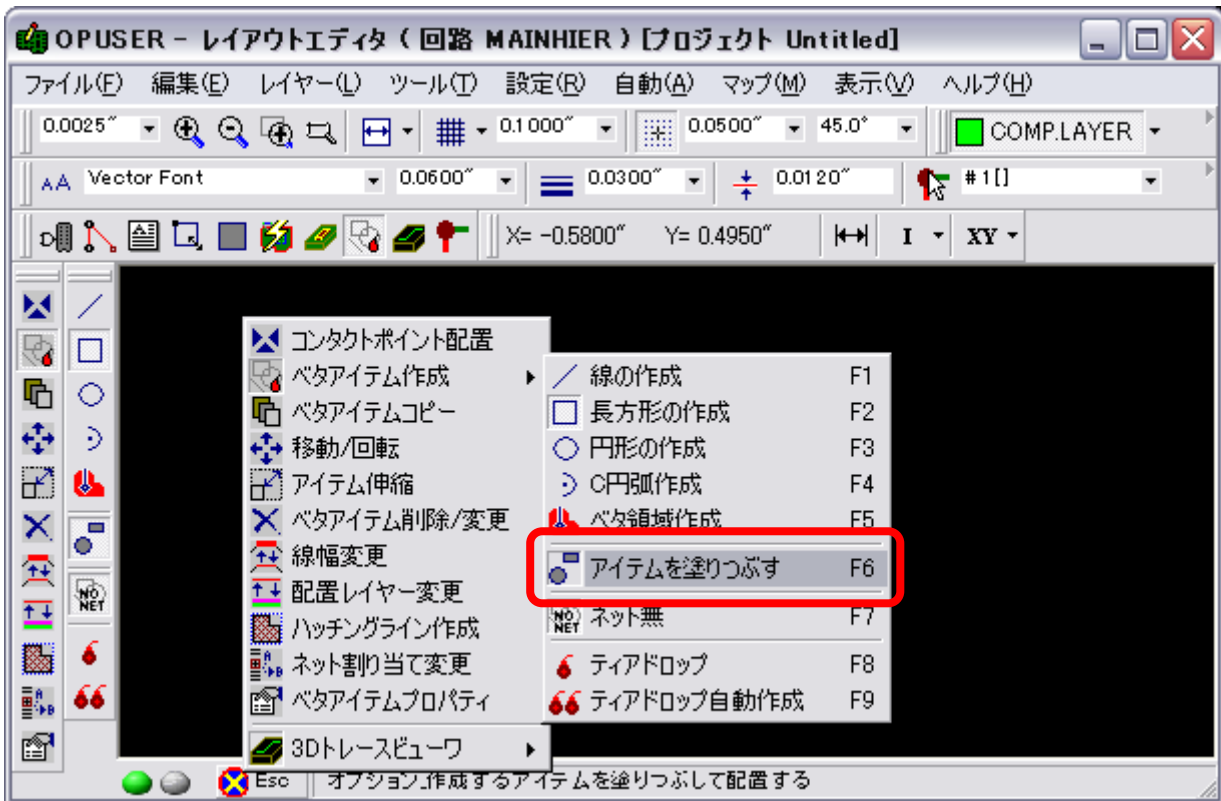 OPUSER - レイアウトエディタ ( 回路 MAINHIER ) [プロジェクト Untitled]
ファイル(F) 編集(E) レイヤー(L) ツール(T) 設定(R) 自動(A) マップ(M) 表示(V) ヘルプ(H)
0.0025" 0.1000" 0.0500" 45.0° COMP.LAYER
AA Vector Font 0.0600" 0.0300" 0.0120" #1[]
X= -0.5800" Y= 0.4950" I XY
コンタクトポイント配置
ベタアイテム作成
ベタアイテムコピー
移動/回転
アイテム伸縮
ベタアイテム削除/変更
線幅変更
配置レイヤー変更
ハッチングライン作成
ネット割り当て変更
ベタアイテムプロパティ
3Dトレースビューワ
線の作成 F1
長方形の作成 F2
円形の作成 F3
C円弧作成 F4
ベタ領域作成 F5
アイテムを塗りつぶす F6
NO NET ネット無 F7
ティアドロップ F8
ティアドロップ自動作成 F9
NO NET
Esc オプション_作成するアイテムを塗りつぶして配置する